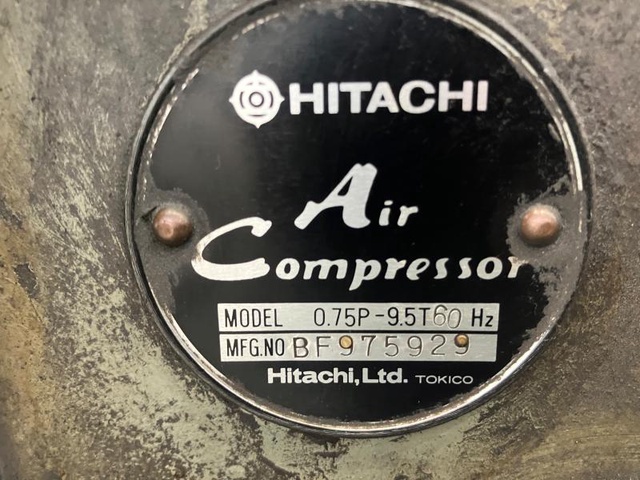 HITACHI
Air
Compressor
MODEL 0.75P-9.5T60 Hz
MFG.NO BF975929
Hitachi,Ltd. TOKICO